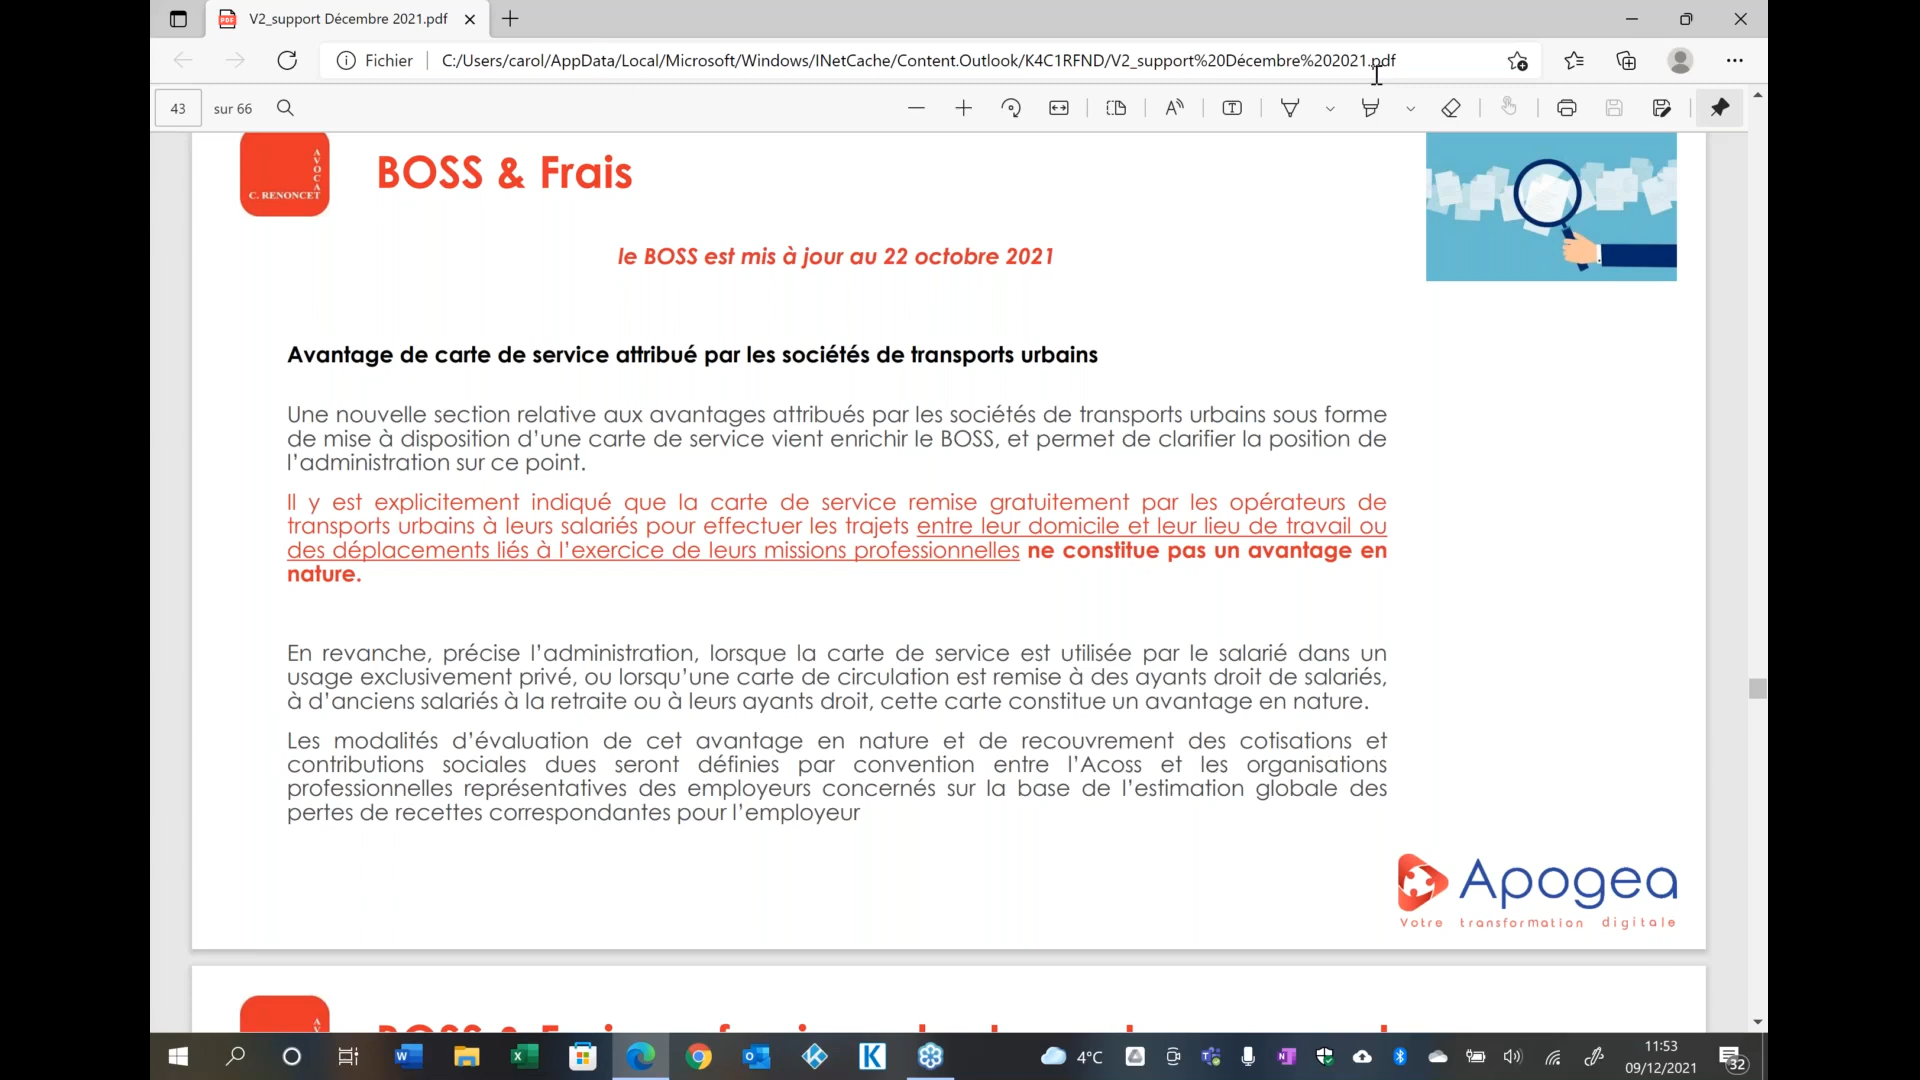 V2_support Décembre 2021.pdf
Fichier
C:/Users/carol/AppData/Local/Microsoft/Windows/INetCache/Content.Outlook/K4C1RFND/V2_support%20Décembre%202021.pdf
43
sur 66
AVOCAT
C. RENONCET
BOSS & Frais
le BOSS est mis à jour au 22 octobre 2021
Avantage de carte de service attribué par les sociétés de transports urbains
Une nouvelle section relative aux avantages attribués par les sociétés de transports urbains sous forme
de mise à disposition d’une carte de service vient enrichir le BOSS, et permet de clarifier la position de
l’administration sur ce point.
Il y est explicitement indiqué que la carte de service remise gratuitement par les opérateurs de
transports urbains à leurs salariés pour effectuer les trajets entre leur domicile et leur lieu de travail ou
des déplacements liés à l’exercice de leurs missions professionnelles ne constitue pas un avantage en
nature.
En revanche, précise l’administration, lorsque la carte de service est utilisée par le salarié dans un
usage exclusivement privé, ou lorsqu’une carte de circulation est remise à des ayants droit de salariés,
à d’anciens salariés à la retraite ou à leurs ayants droit, cette carte constitue un avantage en nature.
Les modalités d’évaluation de cet avantage en nature et de recouvrement des cotisations et
contributions sociales dues seront définies par convention entre l’Acoss et les organisations
professionnelles représentatives des employeurs concernés sur la base de l’estimation globale des
pertes de recettes correspondantes pour l’employeur
Apogea
Votre transformation digitale
4°C
11:53
09/12/2021
32